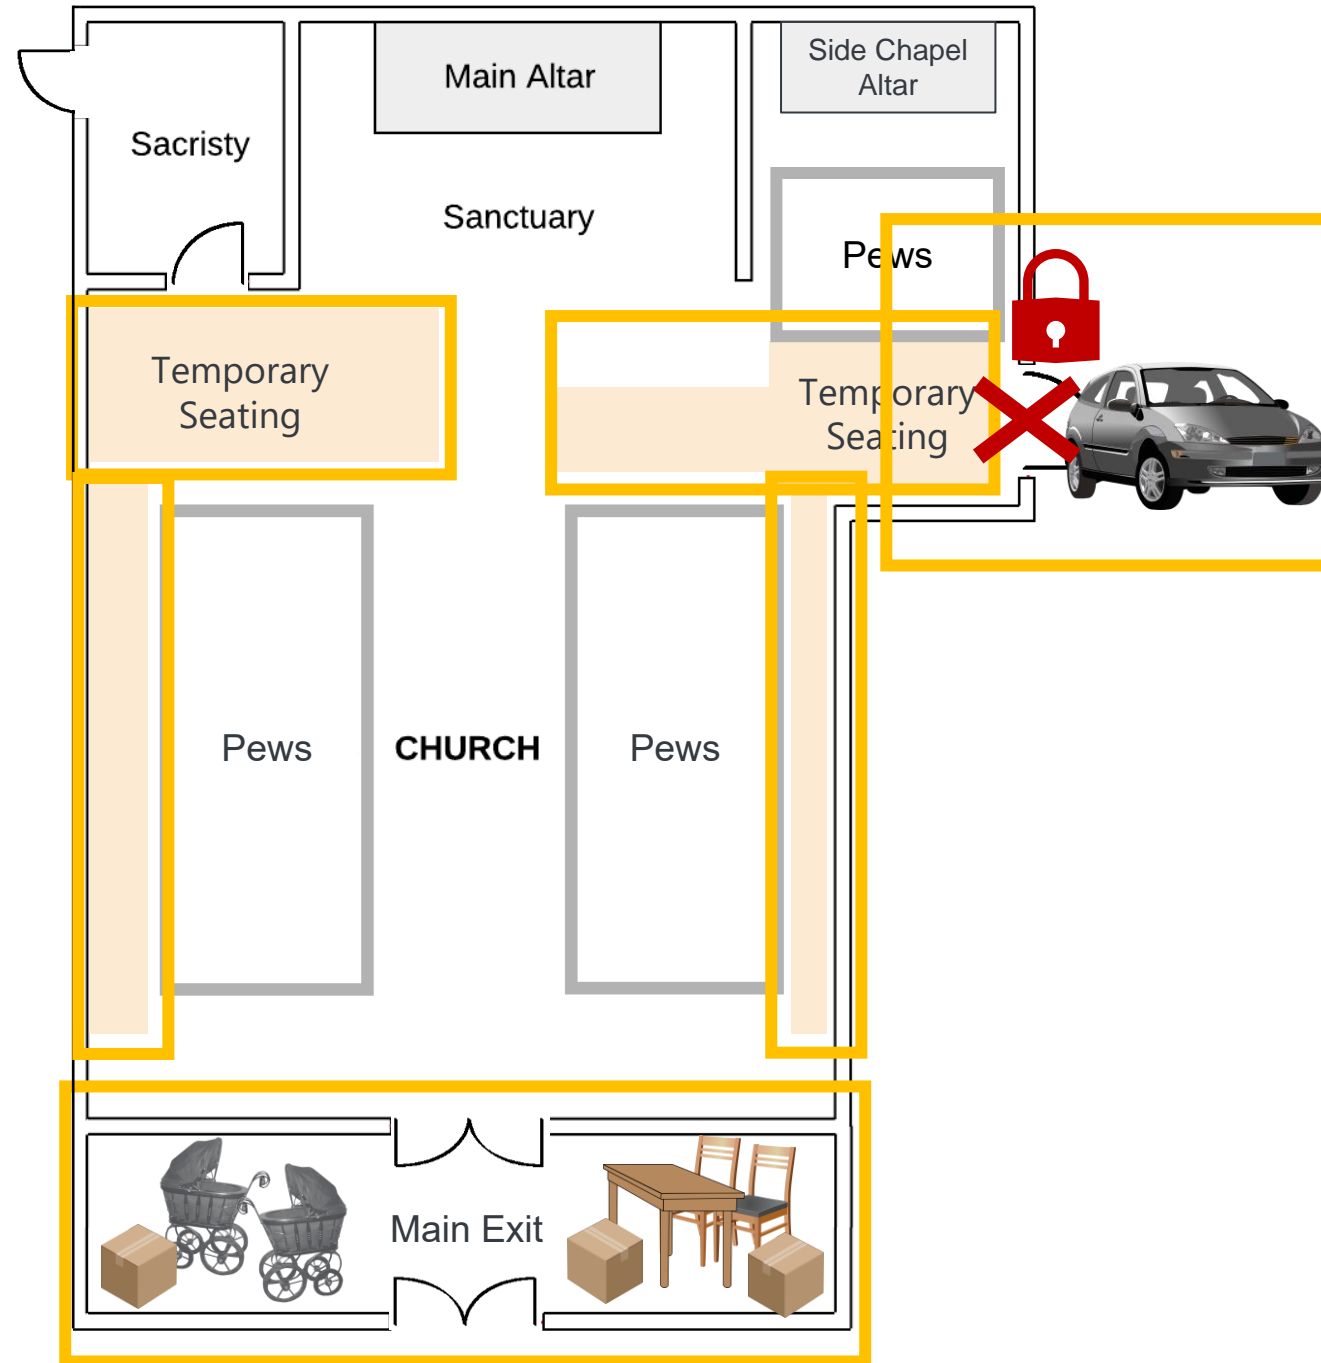 Main Altar
Side Chapel
Altar
Sacristy
Sanctuary
Pews
Temporary
Seating
Temporary
Seating
Pews
CHURCH
Pews
Main Exit